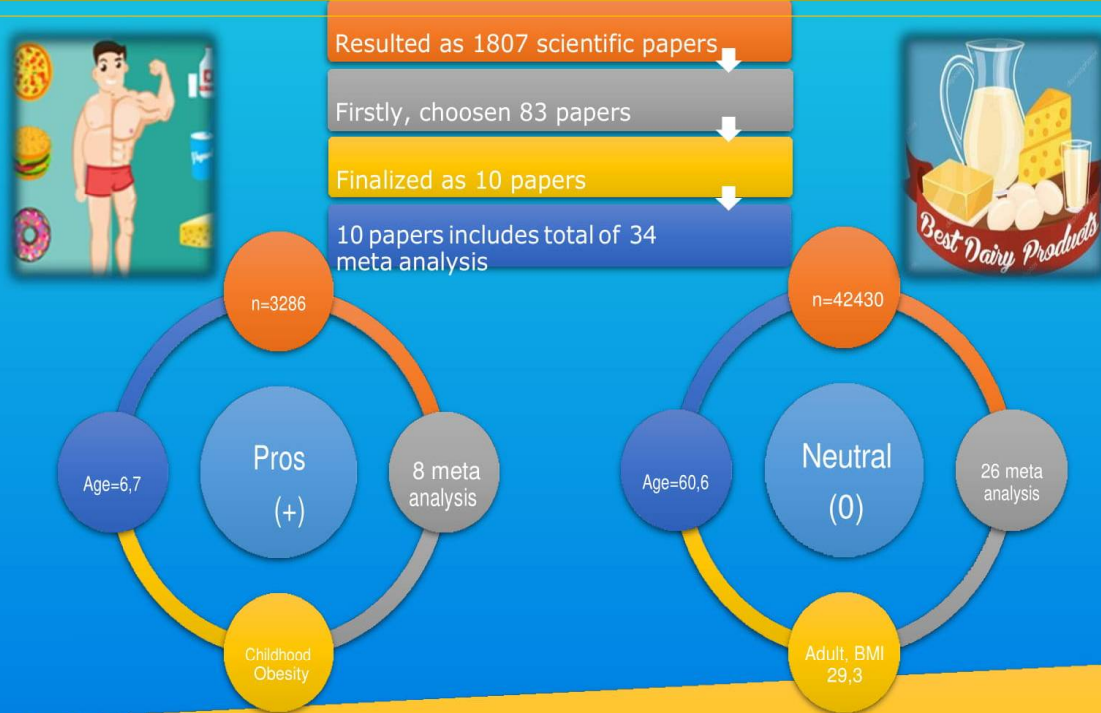 Resulted as 1807 scientific papers
Firstly, choosen 83 papers
Finalized as 10 papers
10 papers includes total of 34
meta analysis
Best Dairy Products
n=3286
Age=6,7
Pros
(+)
8 meta
analysis
Childhood
Obesity
n=42430
Age=60,6
Neutral
(0)
26 meta
analysis
Adult, BMI
29,3